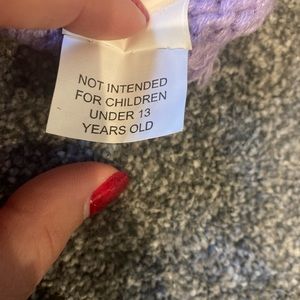 NOT INTENDED
FOR CHILDREN
UNDER 13
YEARS OLD